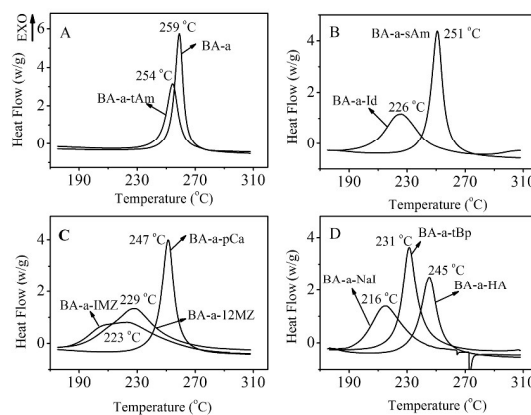 EXO
A
259 °C
BA-a
254 °C
BA-a-tAm
Heat Flow (w/g)
6
4
2
0
190 230 270 310
Temperature (°C)
B
BA-a-sAm
251 °C
BA-a-Id
226 °C
Heat Flow (w/g)
4
2
0
190 230 270 310
Temperature (°C)
C
247 °C
BA-a-pCa
BA-a-IMZ
229 °C
BA-a-12MZ
223 °C
Heat Flow (w/g)
4
2
0
190 230 270 310
Temperature (°C)
D
BA-a-tBp
231 °C
245 °C
BA-a-NaI
216 °C
BA-a-HA
Heat Flow (w/g)
4
2
0
190 230 270 310
Temperature (°C)